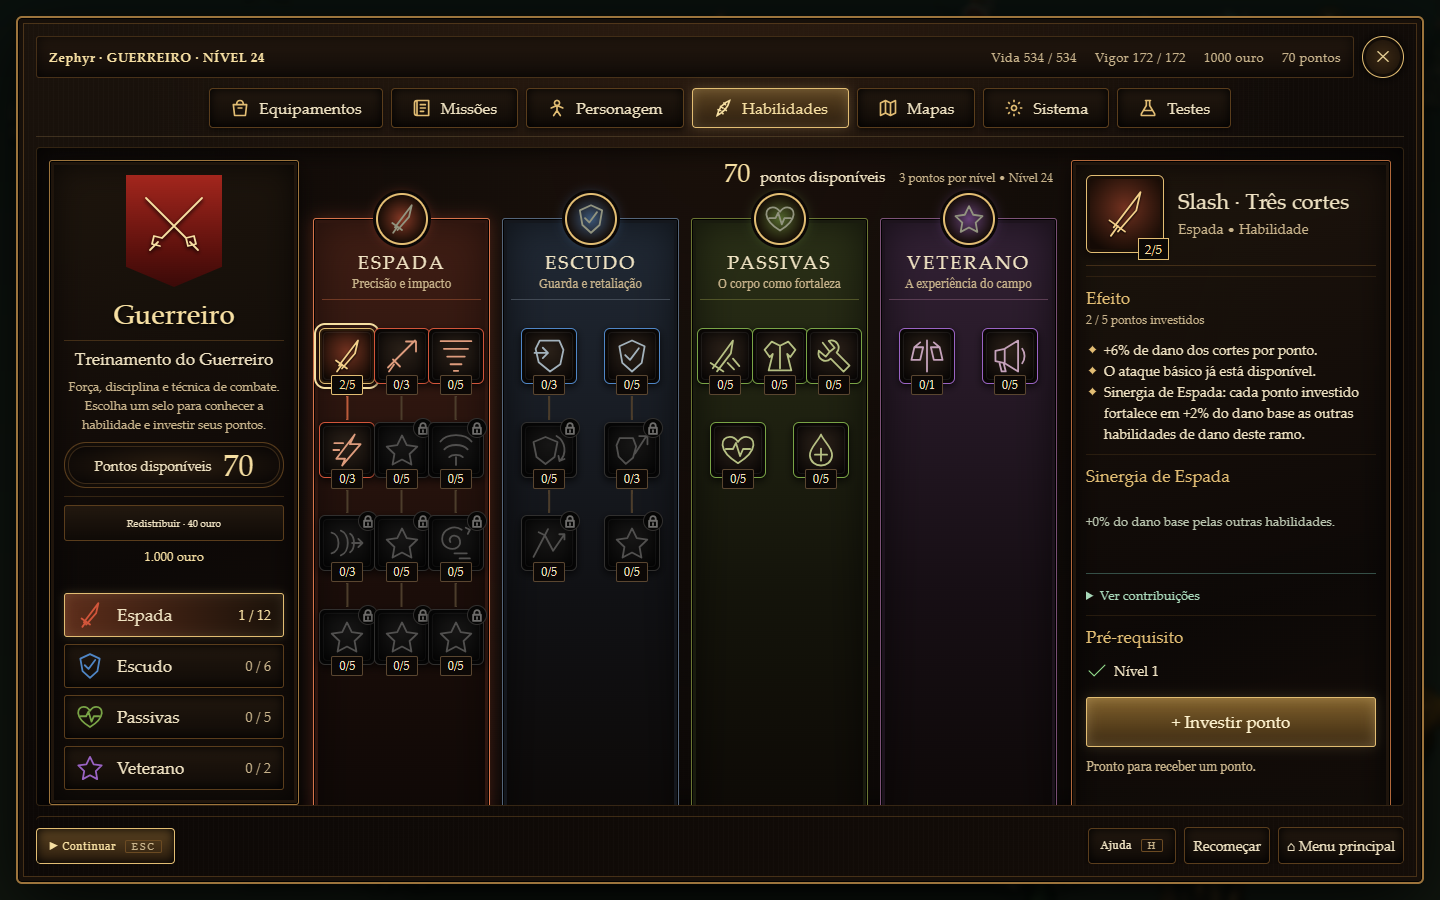 Zephyr · GUERREIRO · NÍVEL 24
Vida 534 / 534 Vigor 172 / 172 1000 ouro 70 pontos
Equipamentos Missões Personagem Habilidades Mapas Sistema Testes
Guerreiro
Treinamento do Guerreiro
Força, disciplina e técnica de combate.
Escolha um selo para conhecer a
habilidade e investir seus pontos.
Pontos disponíveis 70
Redistribuir · 40 ouro
1.000 ouro
Espada 1 / 12
Escudo 0 / 6
Passivas 0 / 5
Veterano 0 / 2
70 pontos disponíveis 3 pontos por nível • Nível 24
ESPADA
Precisão e impacto
2/5 0/3 0/5
0/3 0/5 0/5
0/3 0/5 0/5
0/5 0/5 0/5
ESCUDO
Guarda e retaliação
0/3 0/5
0/5 0/3
0/5 0/5
PASSIVAS
O corpo como fortaleza
0/5 0/5 0/5
0/5 0/5
VETERANO
A experiência do campo
0/1 0/5
Slash · Três cortes
Espada • Habilidade
2/5
Efeito
2 / 5 pontos investidos
+6% de dano dos cortes por ponto.
O ataque básico já está disponível.
Sinergia de Espada: cada ponto investido
fortalece em +2% do dano base as outras
habilidades de dano deste ramo.
Sinergia de Espada
+0% do dano base pelas outras habilidades.
Ver contribuições
Pré-requisito
Nível 1
+ Investir ponto
Pronto para receber um ponto.
Continuar ESC
Ajuda H
Recomeçar
Menu principal